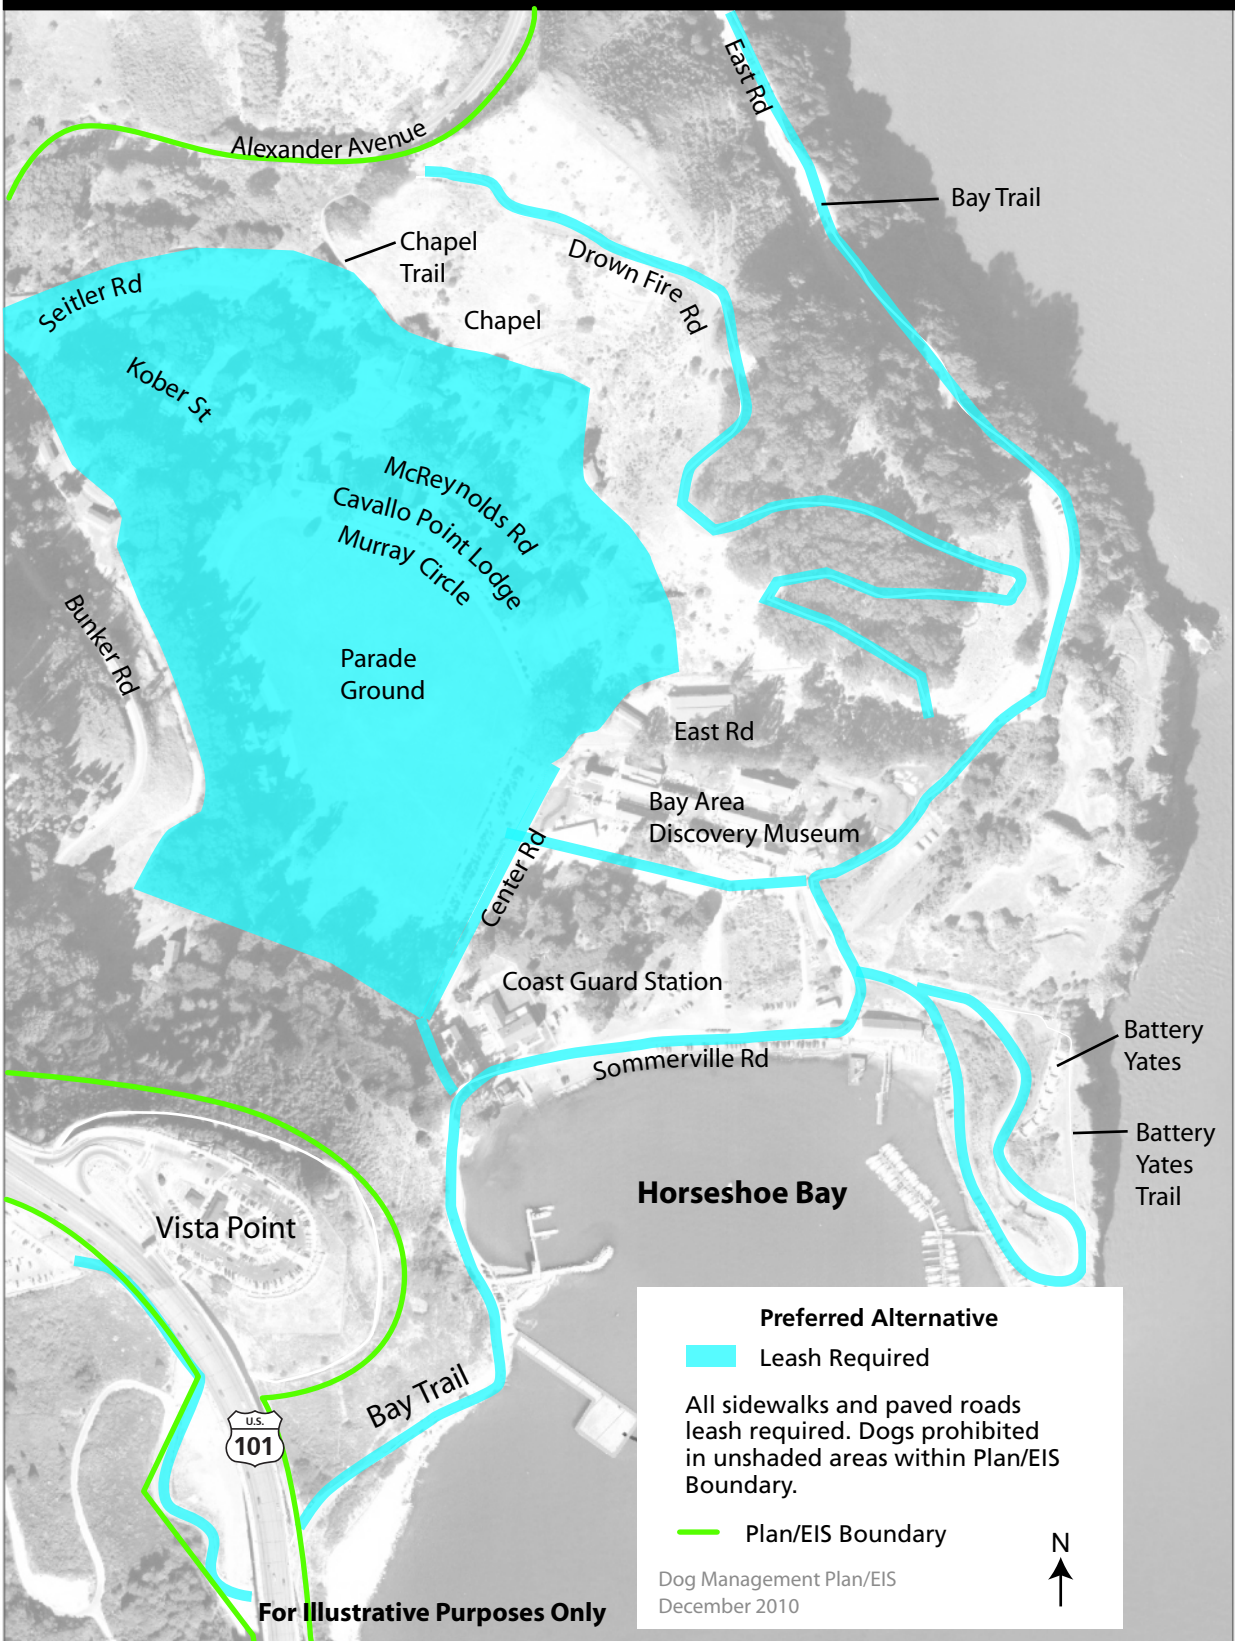 East Rd
Alexander Avenue
Bay Trail
Chapel
Trail
Drown Fire Rd
Seitler Rd
Chapel
Kober St
McReynolds Rd
Cavallo Point Lodge
Murray Circle
Bunker Rd
Parade
Ground
East Rd
Bay Area
Discovery Museum
Center Rd
Coast Guard Station
Sommerville Rd
Battery
Yates
Battery
Yates
Trail
Horseshoe Bay
Vista Point
Bay Trail
U.S.
101
Preferred Alternative
Leash Required
All sidewalks and paved roads
leash required. Dogs prohibited
in unshaded areas within Plan/EIS
Boundary.
Plan/EIS Boundary
N
Dog Management Plan/EIS
December 2010
For Illustrative Purposes Only